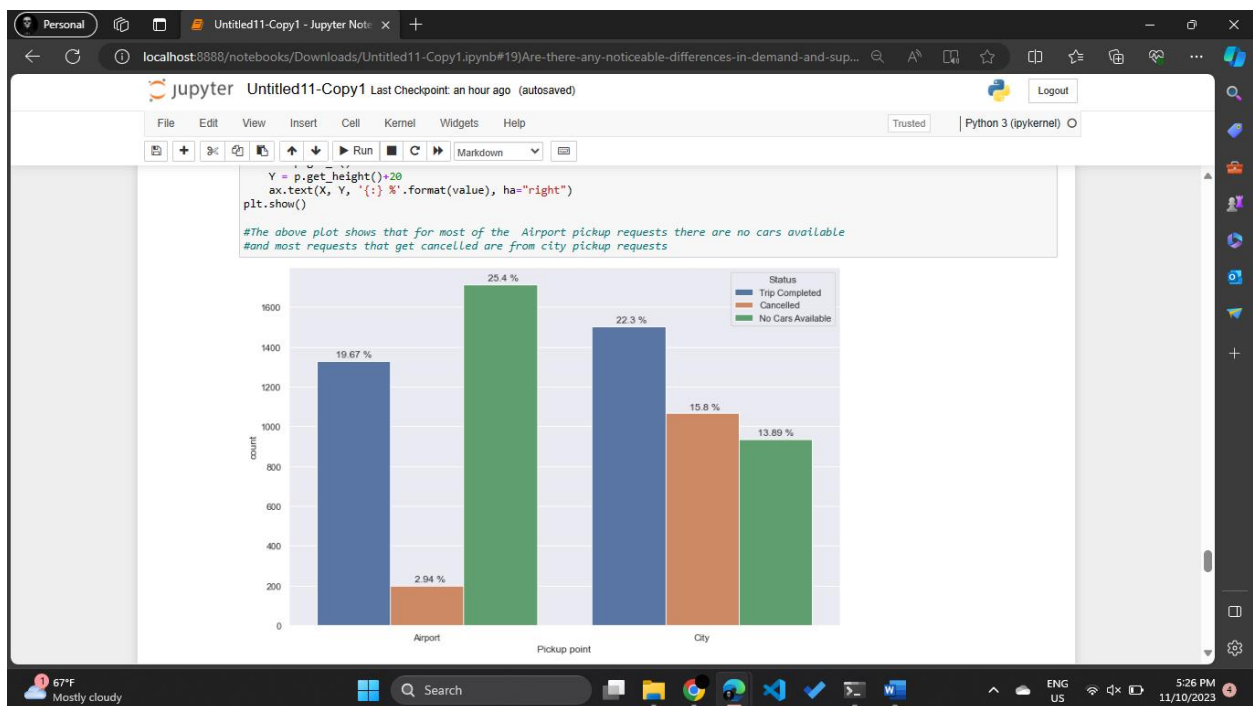 Personal
Untitled11-Copy1 - Jupyter Note
localhost:8888/notebooks/Downloads/Untitled11-Copy1.ipynb#19)Are-there-any-noticeable-differences-in-demand-and-sup...
jupyter Untitled11-Copy1 Last Checkpoint: an hour ago (autosaved)
Logout
File Edit View Insert Cell Kernel Widgets Help
Trusted Python 3 (ipykernel)
Run Markdown
Y = p.get_height()+20
ax.text(X, Y, '{:} %'.format(value), ha="right")
plt.show()
#The above plot shows that for most of the  Airport pickup requests there are no cars available
#and most requests that get cancelled are from city pickup requests
25.4 %
Status
Trip Completed
Cancelled
No Cars Available
1600
22.3 %
1400
19.67 %
1200
15.8 %
1000
13.89 %
count
800
600
400
2.94 %
200
0
Airport City
Pickup point
1
67°F
Mostly cloudy
Search
ENG
US
5:26 PM
11/10/2023
4